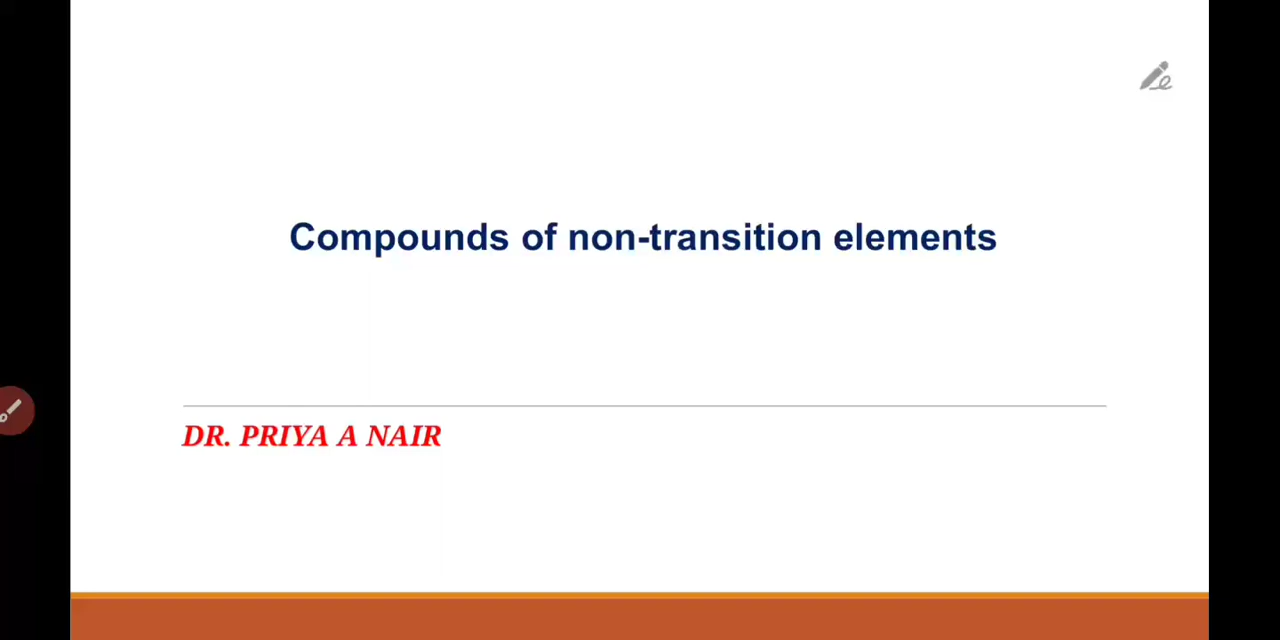 Compounds of non-transition elements
DR. PRIYA A NAIR